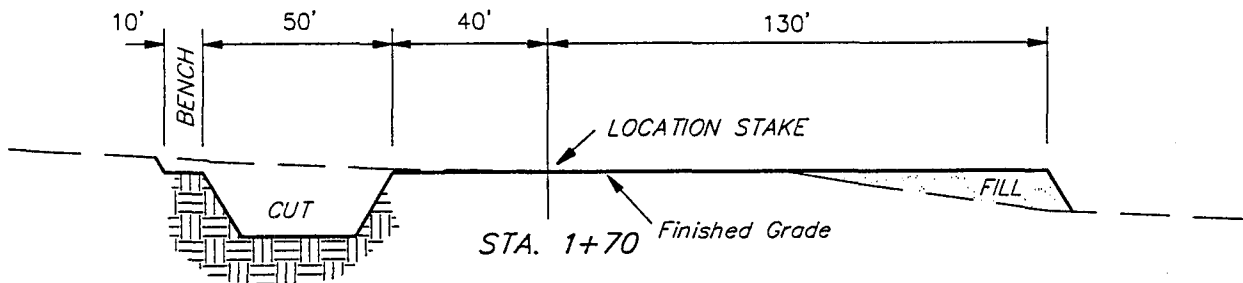 10' 50' 40' 130'
BENCH
LOCATION STAKE
CUT
FILL
STA. 1+70 Finished Grade